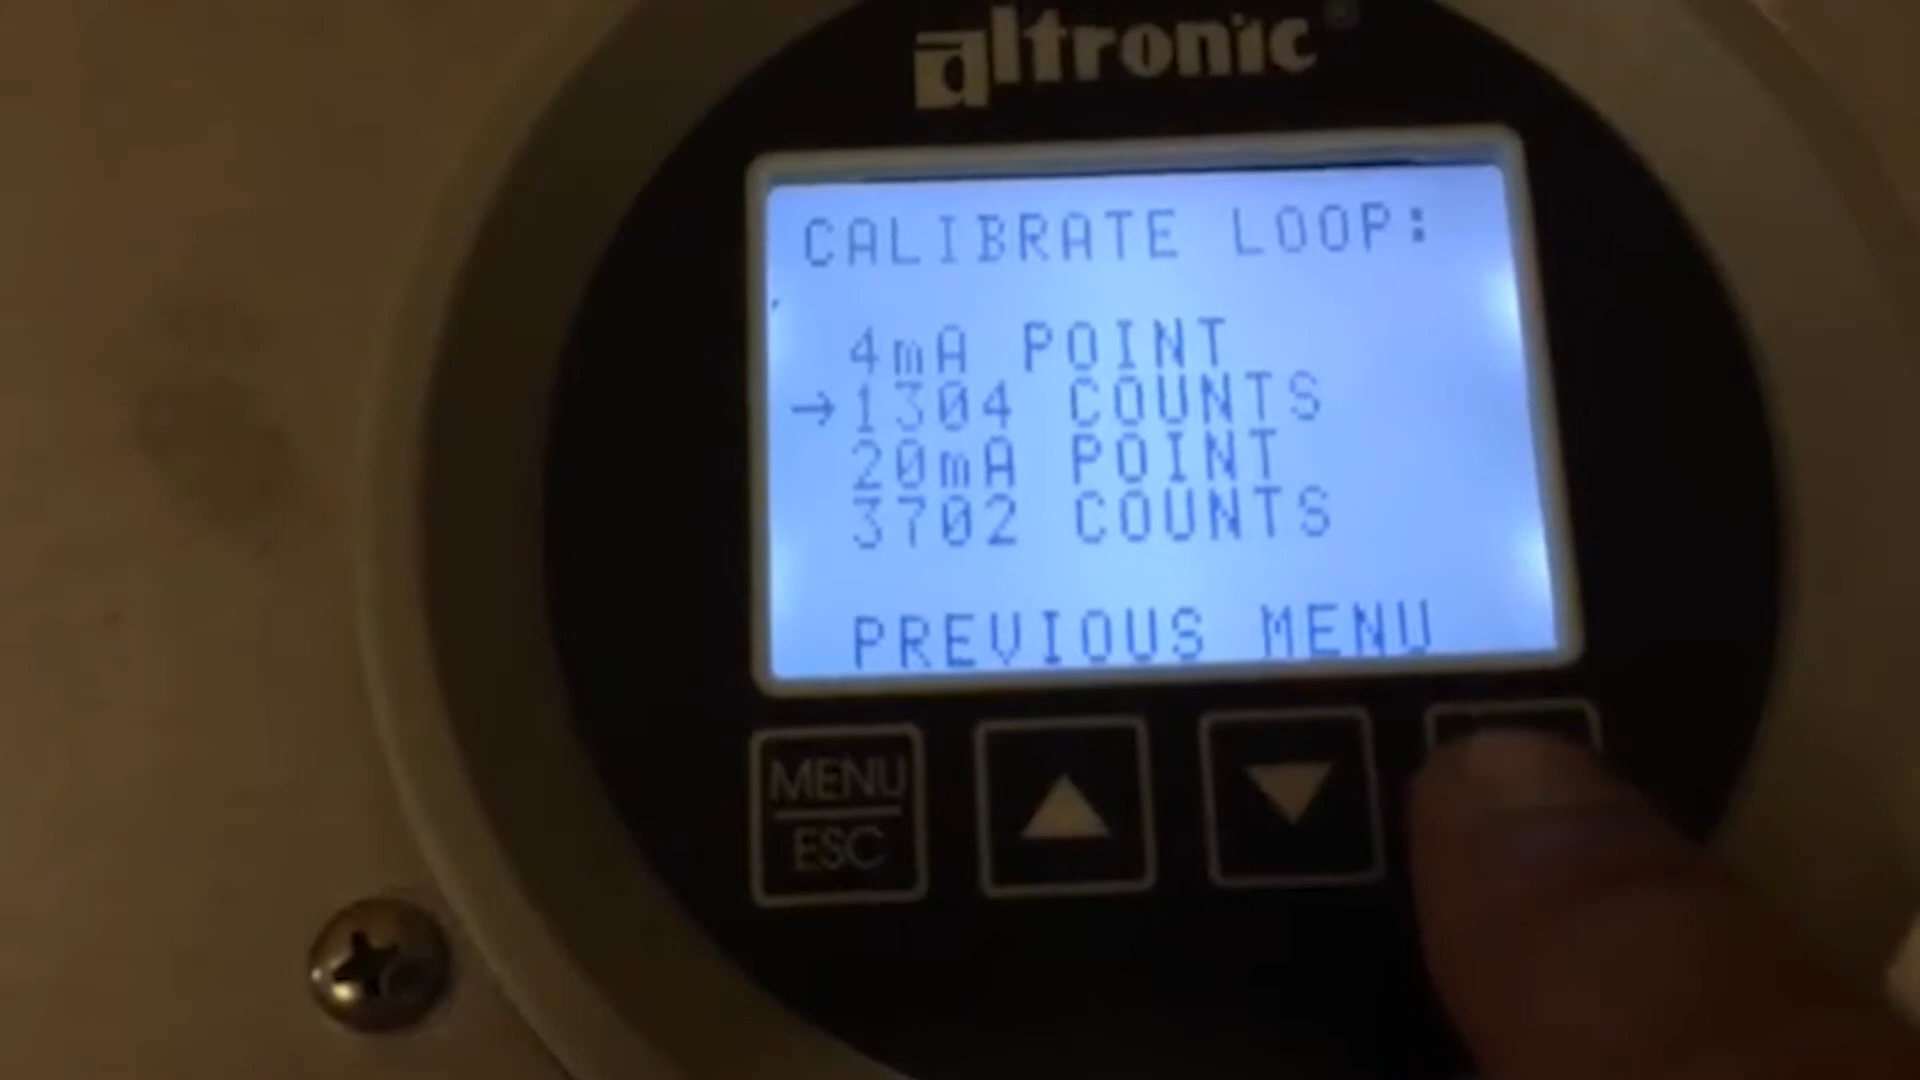 altronic®
CALIBRATE LOOP:
4mA POINT
→1304 COUNTS
20mA POINT
3702 COUNTS
PREVIOUS MENU
MENU
ESC